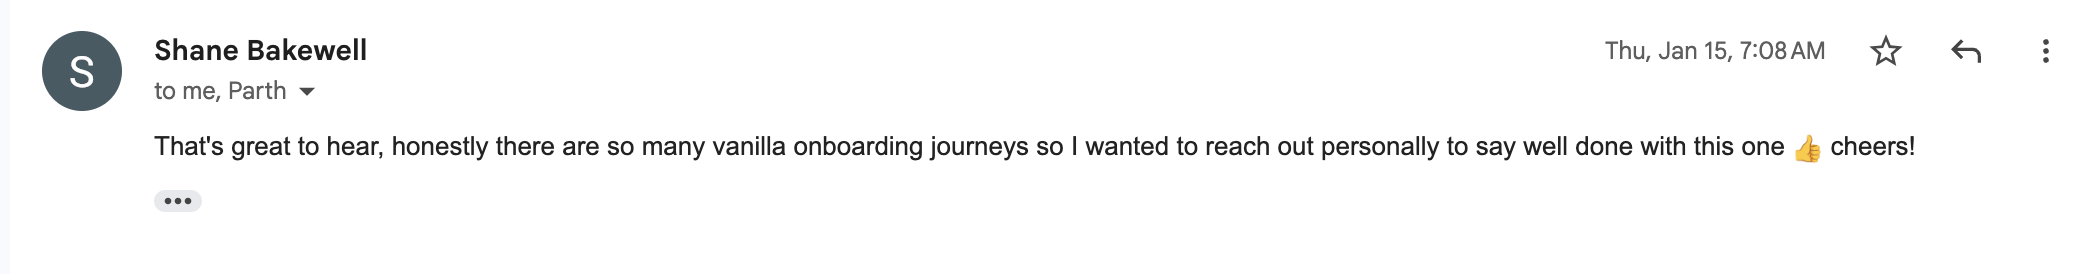 S
Shane Bakewell
Thu, Jan 15, 7:08 AM
to me, Parth
That's great to hear, honestly there are so many vanilla onboarding journeys so I wanted to reach out personally to say well done with this one 👍 cheers!